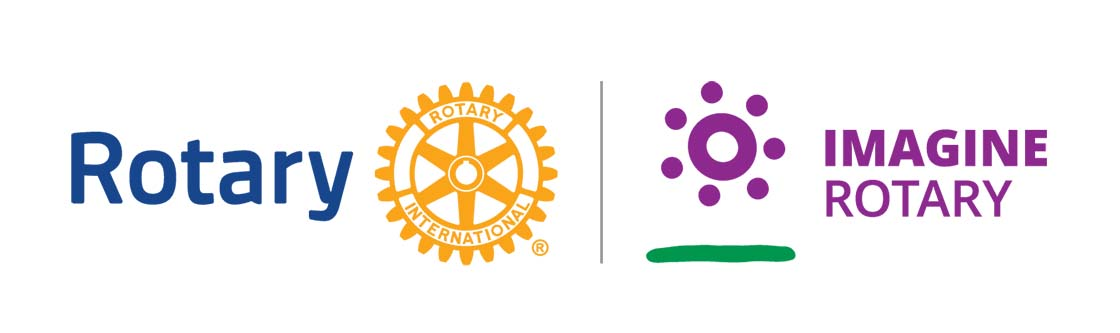 Rotary
ROTARY
INTERNATIONAL
®
IMAGINE
ROTARY